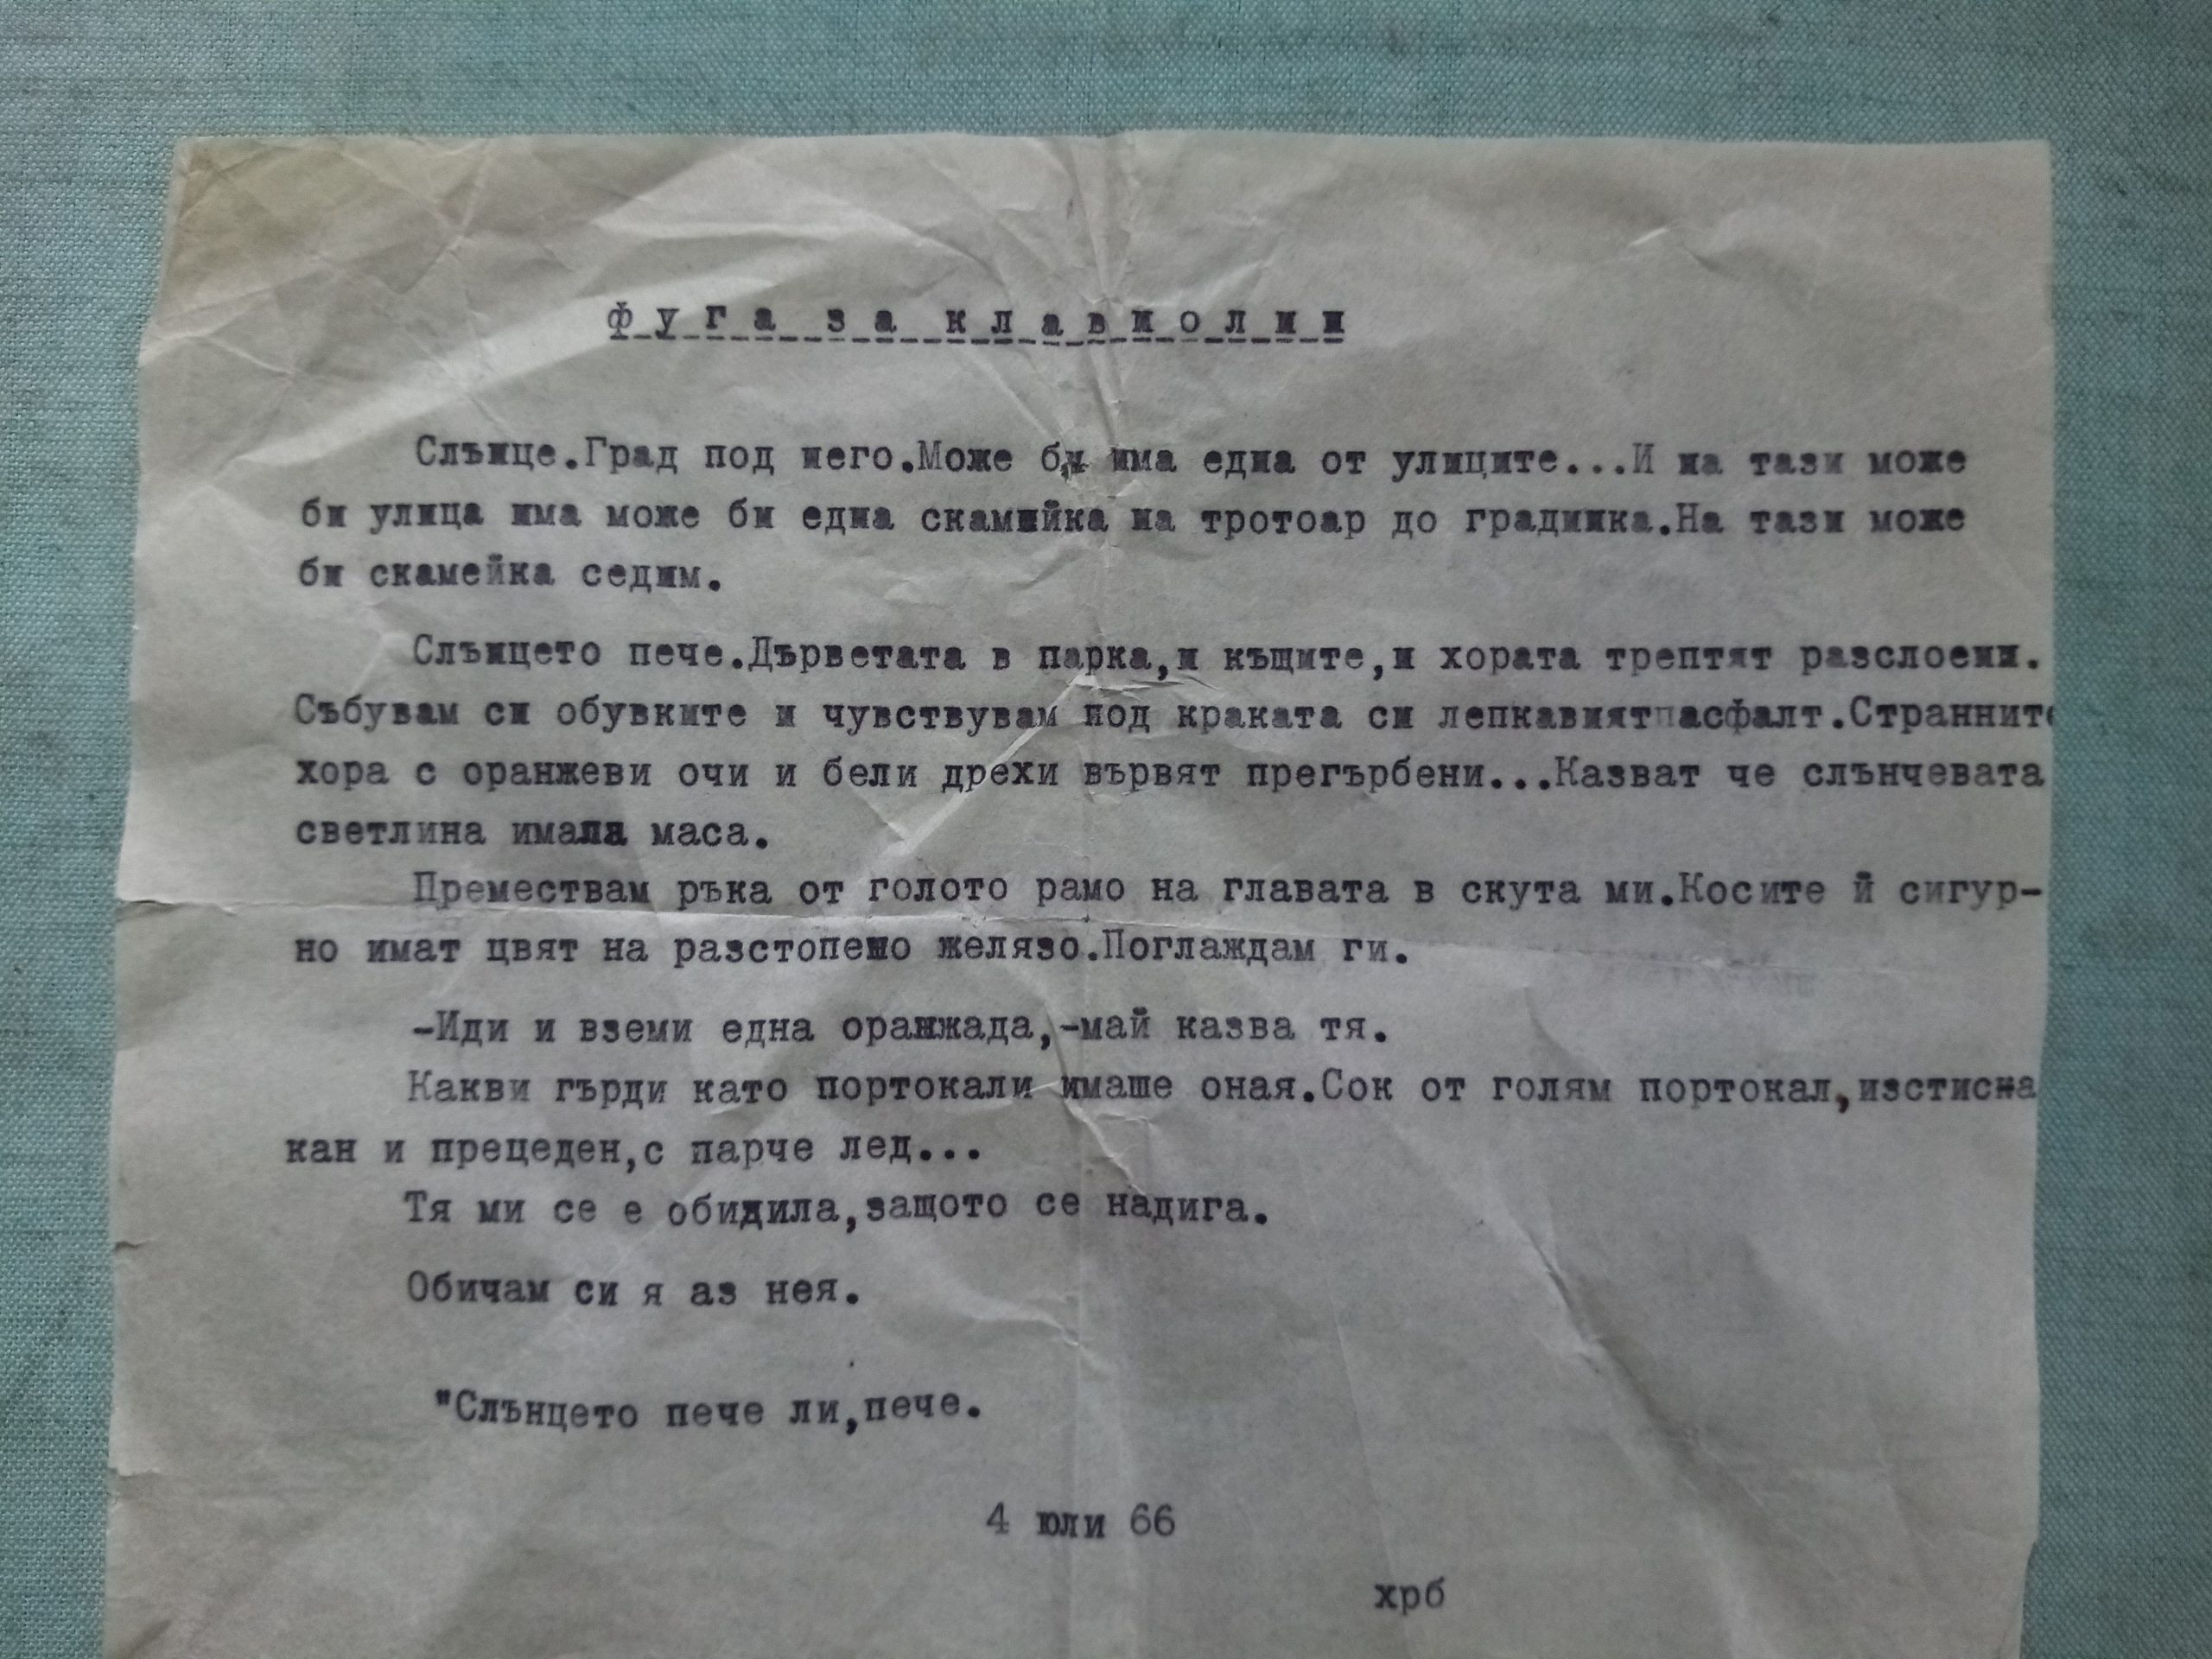 Фуга за клавиолии
Слънце.Град под него.Може би има една от улиците...И на тази може
би улица има може би една скамийка на тротоар до градинка.На тази може
би скамейка седим.
Слънцето пече.Дърветата в парка,и къщите,и хората трептят разслоени.
Събувам си обувките и чувствувам под краката си лепкавият асфалт.Странните
хора с оранжеви очи и бели дрехи вървят прегърбени...Казват че слънчевата
светлина имала маса.
Премествам ръка от голото рамо на главата в скута ми.Косите й сигур-
но имат цвят на разстопено желязо.Поглаждам ги.
-Иди и вземи една оранжада,-май казва тя.
Какви гърди като портокали имаше оная.Сок от голям портокал,изстисна
кан и прецеден,с парче лед...
Тя ми се е обидила,защото се надига.
Обичам си я аз нея.
"Слънцето пече ли,пече.
4 юли 66
хрб